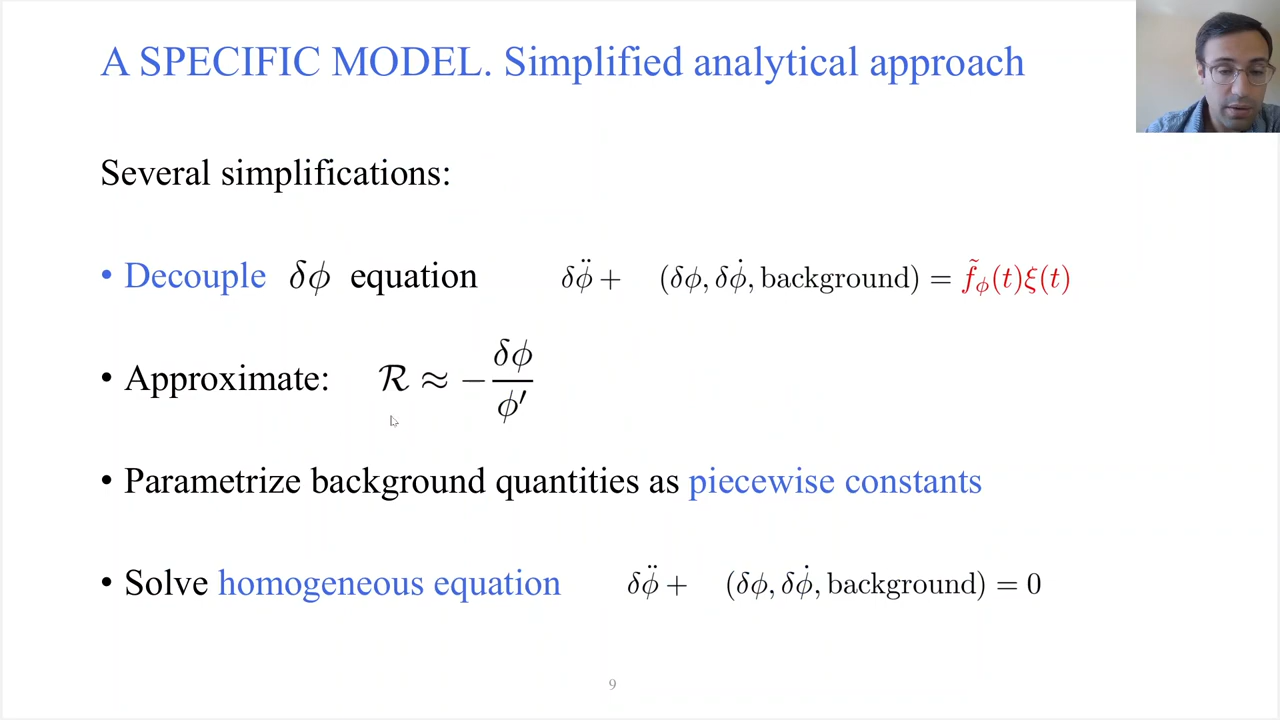 A SPECIFIC MODEL. Simplified analytical approach
Several simplifications:
• Decouple δϕ equation δϕ̈ + (δϕ, δϕ̇, background) = f̃_ϕ(t)ξ(t)
• Approximate: ℛ ≈ − δϕ / ϕ′
• Parametrize background quantities as piecewise constants
• Solve homogeneous equation δϕ̈ + (δϕ, δϕ̇, background) = 0
9